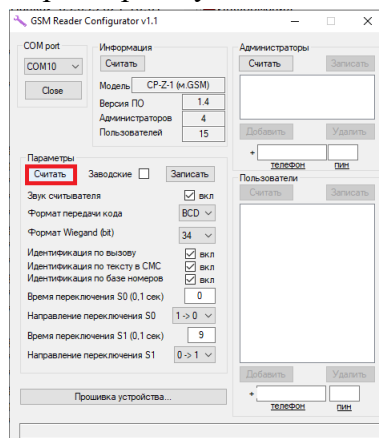 GSM Reader Configurator v1.1
COM port
COM10
Close
Информация
Считать
Модель CP-Z-1 (м.GSM)
Версия ПО 1.4
Администраторов 4
Пользователей 15
Администраторы
Считать Записать
Добавить Удалить
+
телефон пин
Параметры
Считать Заводские Записать
Звук считывателя вкл
Формат передачи кода BCD
Формат Wiegand (bit) 34
Идентификация по вызову вкл
Идентификация по тексту в СМС вкл
Идентификация по базе номеров вкл
Время переключения S0 (0,1 сек) 0
Направление переключения S0 1 -> 0
Время переключения S1 (0,1 сек) 9
Направление переключения S1 0 -> 1
Прошивка устройства...
Пользователи
Считать Записать
Добавить Удалить
+
телефон пин